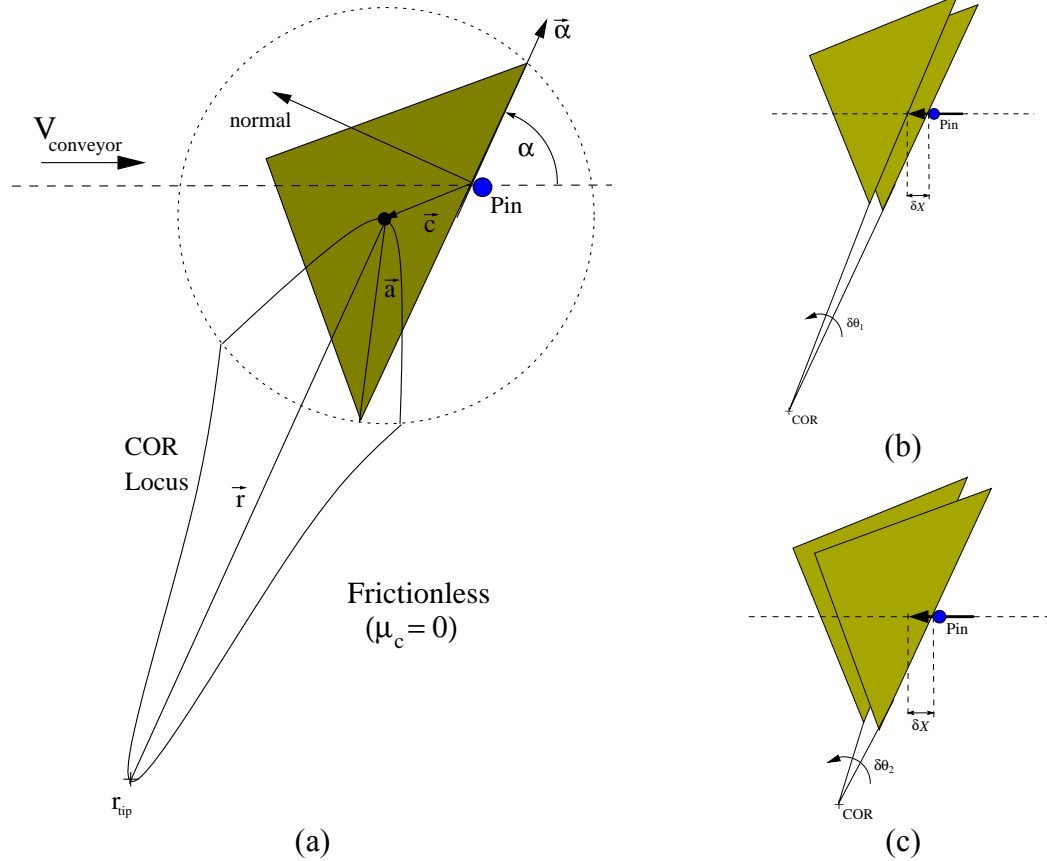 α⃗
normal
V_conveyor
α
Pin
c⃗
a⃗
COR
Locus
r⃗
Frictionless
(μ_c = 0)
r_tip
(a)
Pin
δX
δθ₁
COR
(b)
Pin
δX
δθ₂
COR
(c)